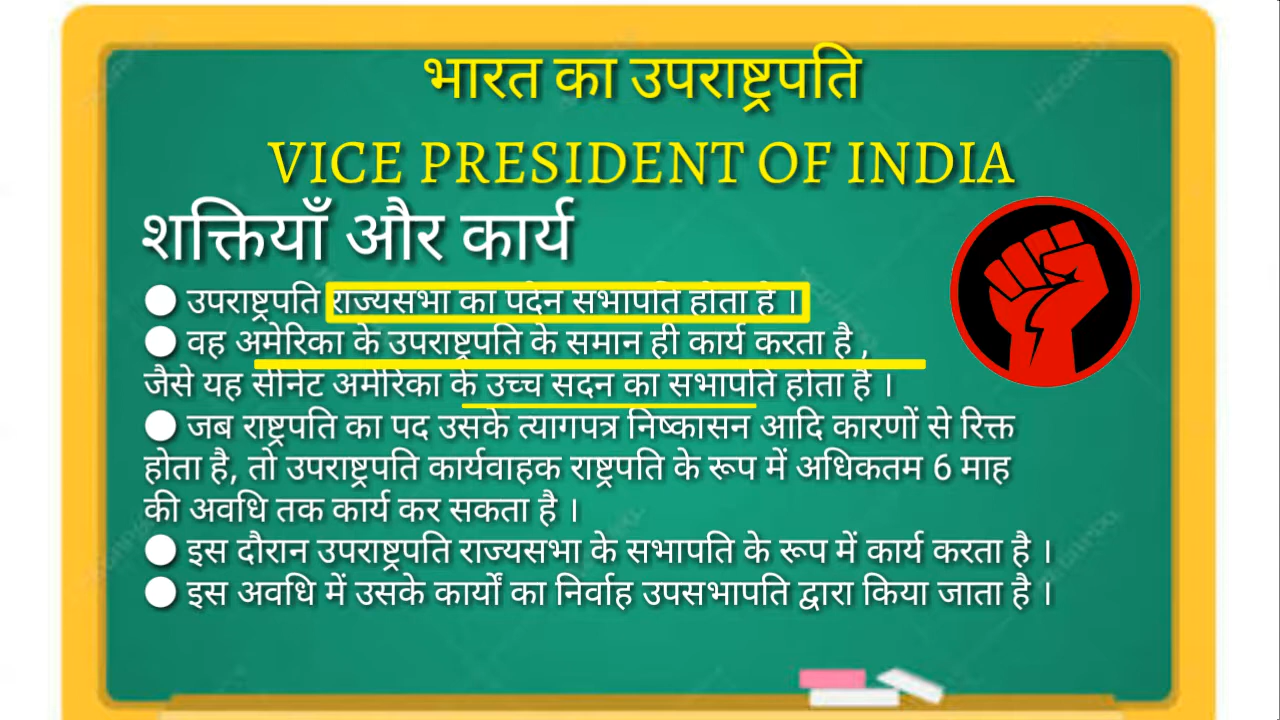 भारत का उपराष्ट्रपति
VICE PRESIDENT OF INDIA
शक्तियाँ और कार्य
● उपराष्ट्रपति राज्यसभा का पदेन सभापति होता है ।
● वह अमेरिका के उपराष्ट्रपति के समान ही कार्य करता है ,
जैसे यह सीनेट अमेरिका के उच्च सदन का सभापति होता है ।
● जब राष्ट्रपति का पद उसके त्यागपत्र निष्कासन आदि कारणों से रिक्त
होता है, तो उपराष्ट्रपति कार्यवाहक राष्ट्रपति के रूप में अधिकतम 6 माह
की अवधि तक कार्य कर सकता है ।
● इस दौरान उपराष्ट्रपति राज्यसभा के सभापति के रूप में कार्य करता है ।
● इस अवधि में उसके कार्यों का निर्वाह उपसभापति द्वारा किया जाता है ।